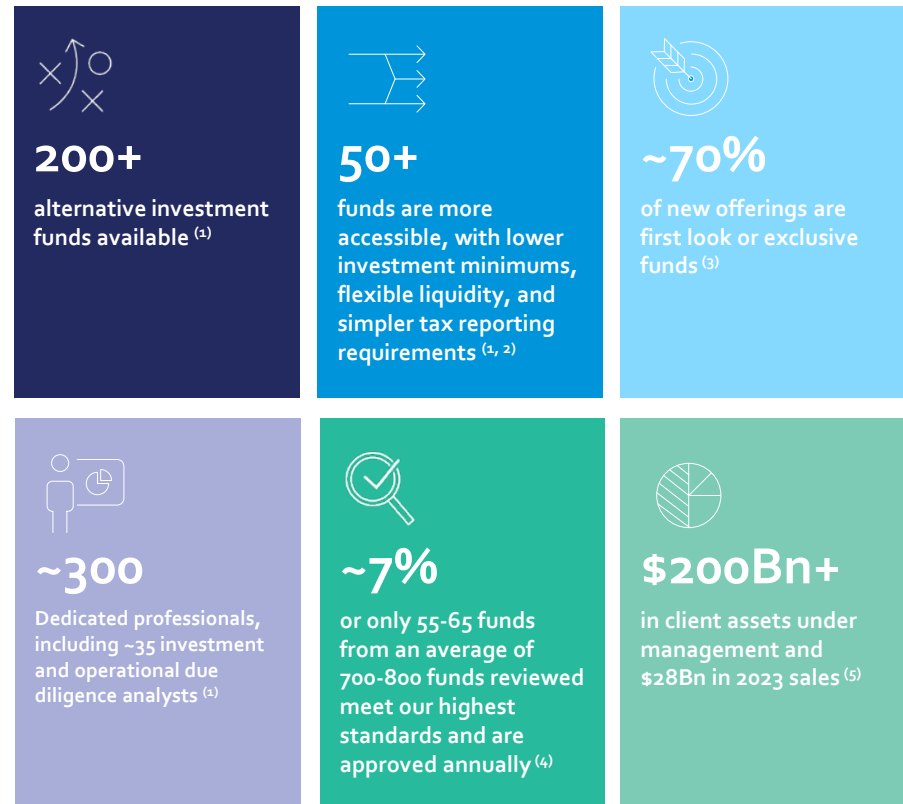 200+
alternative investment
funds available (1)
50+
funds are more
accessible, with lower
investment minimums,
flexible liquidity, and
simpler tax reporting
requirements (1, 2)
~70%
of new offerings are
first look or exclusive
funds (3)
~300
Dedicated professionals,
including ~35 investment
and operational due
diligence analysts (1)
~7%
or only 55-65 funds
from an average of
700-800 funds reviewed
meet our highest
standards and are
approved annually (4)
$200Bn+
in client assets under
management and
$28Bn in 2023 sales (5)